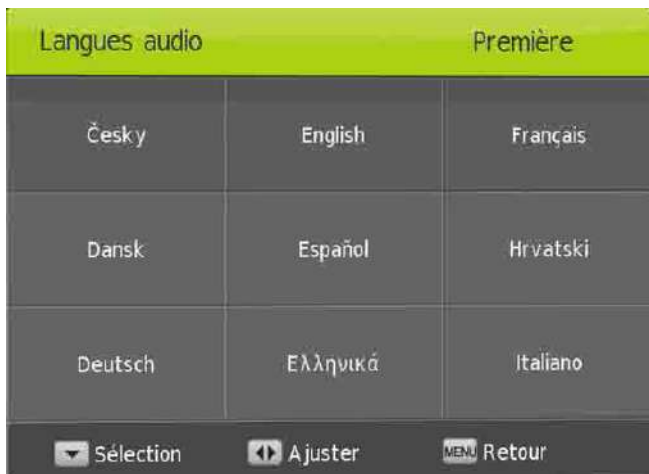 Langues audio Première
Česky English Français
Dansk Español Hrvatski
Deutsch Ελληνικά Italiano
Sélection Ajuster MENU Retour